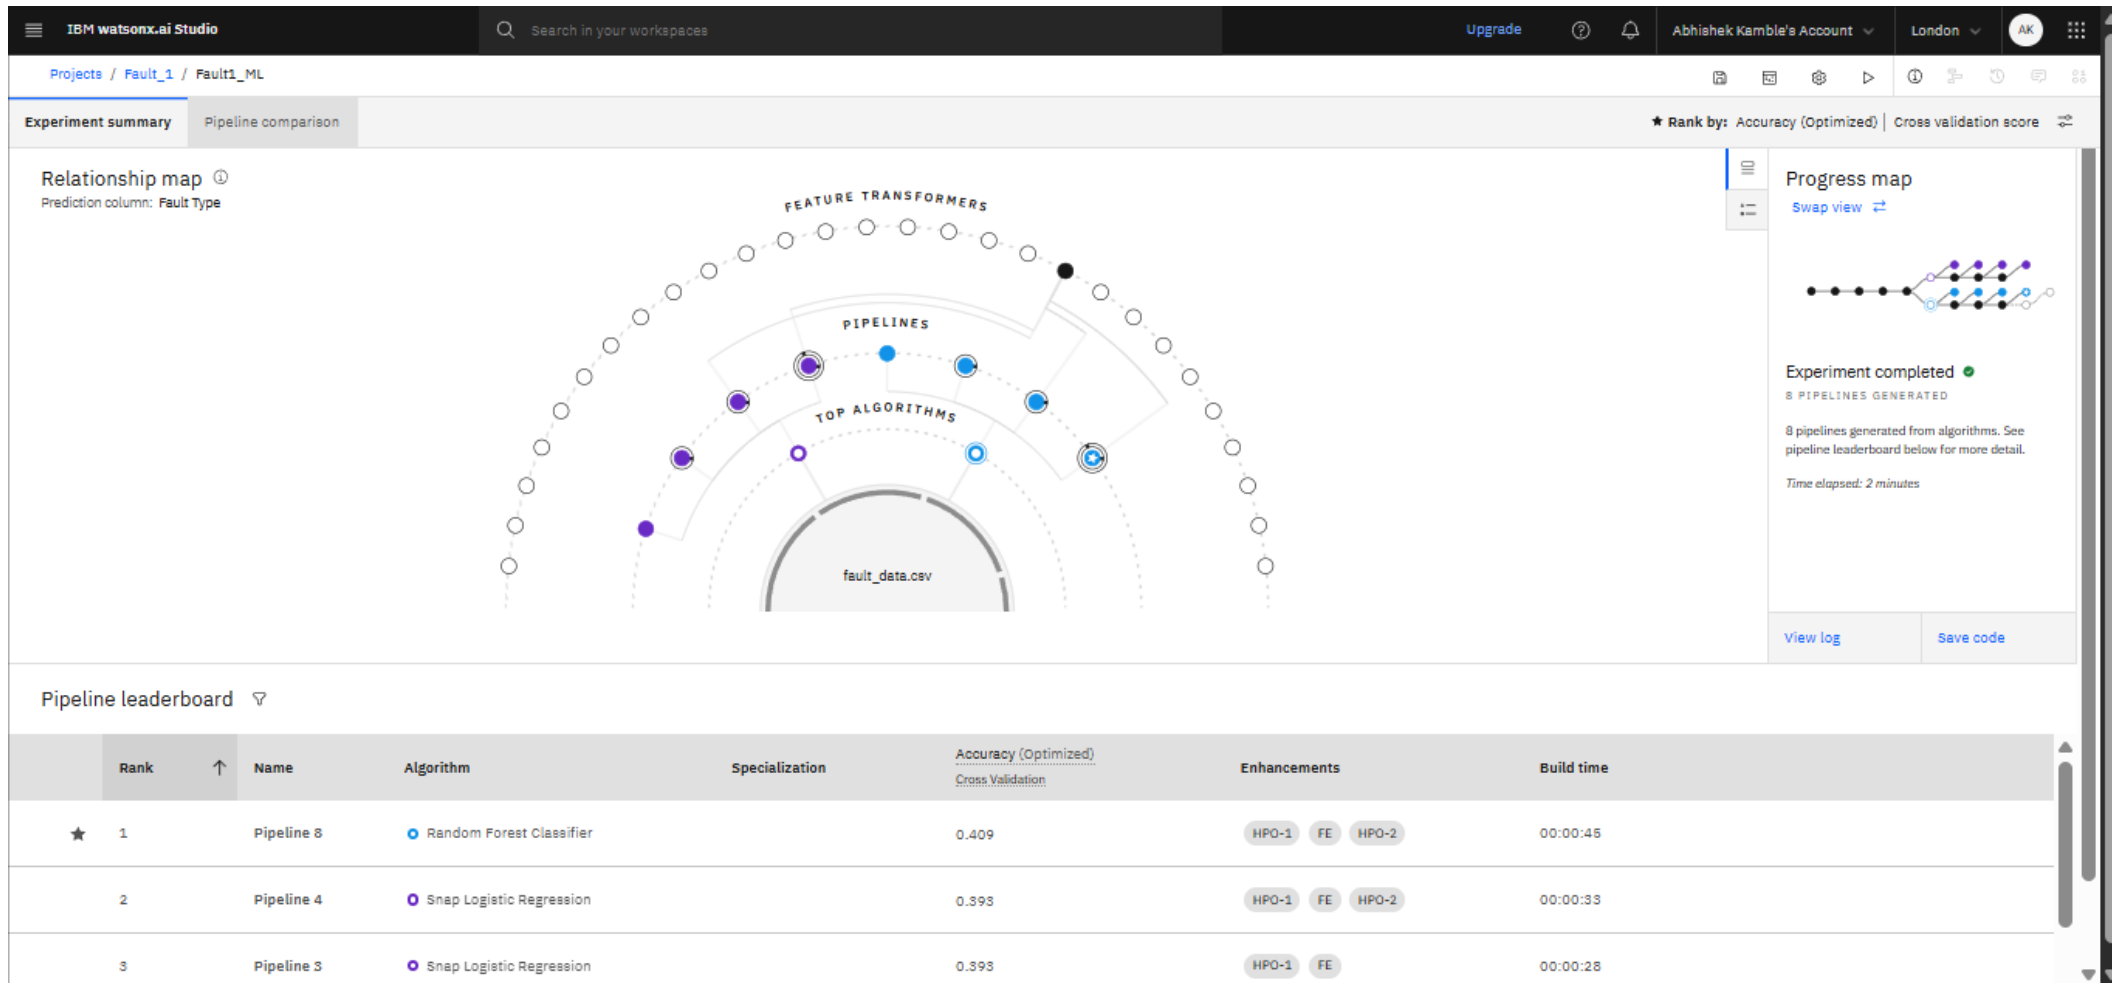 IBM watsonx.ai Studio
Search in your workspaces
Upgrade
Abhishek Kamble's Account
London
AK
Projects / Fault_1 / Fault1_ML
Experiment summary
Pipeline comparison
Rank by: Accuracy (Optimized) | Cross validation score
Relationship map
Prediction column: Fault Type
FEATURE TRANSFORMERS
PIPELINES
TOP ALGORITHMS
fault_data.csv
Progress map
Swap view
Experiment completed
8 PIPELINES GENERATED
8 pipelines generated from algorithms. See
pipeline leaderboard below for more detail.
Time elapsed: 2 minutes
View log
Save code
Pipeline leaderboard
Rank Name Algorithm Specialization Accuracy (Optimized) Enhancements Build time
Cross Validation
1 Pipeline 8 Random Forest Classifier 0.409 HPO-1 FE HPO-2 00:00:45
2 Pipeline 4 Snap Logistic Regression 0.393 HPO-1 FE HPO-2 00:00:33
3 Pipeline 3 Snap Logistic Regression 0.393 HPO-1 FE 00:00:28